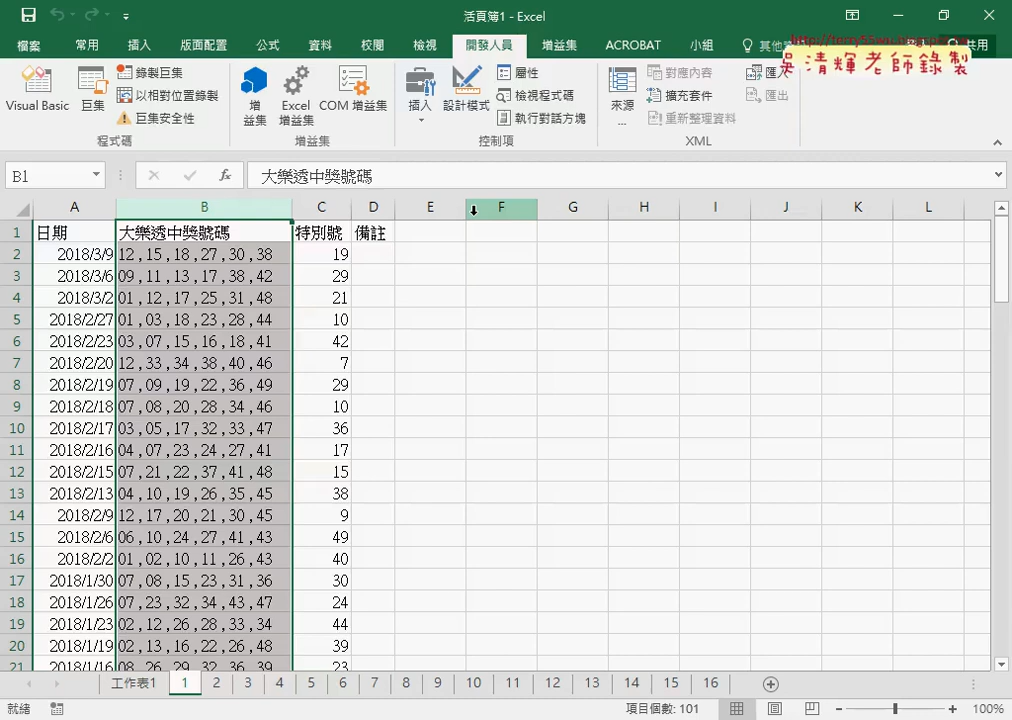 活頁簿1 - Excel
http://terry55wu.
吳清輝老師錄製
檔案 常用 插入 版面配置 公式 資料 校閱 檢視 開發人員 增益集 ACROBAT 小組 其他 共用
Visual Basic 巨集 錄製巨集 以相對位置錄製 巨集安全性
增益集 Excel 增益集 COM 增益集
插入 設計模式 屬性 檢視程式碼 執行對話方塊
來源... 對應內容 擴充套件 重新整理資料 匯 匯出
程式碼 增益集 控制項 XML
B1 fx 大樂透中獎號碼
A B C D E F G H I J K L
1 日期 大樂透中獎號碼 特別號 備註
2 2018/3/9 12,15,18,27,30,38 19
3 2018/3/6 09,11,13,17,38,42 29
4 2018/3/2 01,12,17,25,31,48 21
5 2018/2/27 01,03,18,23,28,44 10
6 2018/2/23 03,07,15,16,18,41 42
7 2018/2/20 12,33,34,38,40,46 7
8 2018/2/19 07,09,19,22,36,49 29
9 2018/2/18 07,08,20,28,34,46 10
10 2018/2/17 03,05,17,32,33,47 36
11 2018/2/16 04,07,23,24,27,41 17
12 2018/2/15 07,21,22,37,41,48 15
13 2018/2/13 04,10,19,26,35,45 38
14 2018/2/9 12,17,20,21,30,45 9
15 2018/2/6 06,10,24,27,41,43 49
16 2018/2/2 01,02,10,11,26,43 40
17 2018/1/30 07,08,15,23,31,36 30
18 2018/1/26 07,23,32,34,43,47 24
19 2018/1/23 02,12,26,28,33,34 44
20 2018/1/19 02,13,16,22,26,48 39
21 2018/1/16 08,26,29,32,36,39 23
工作表1 1 2 3 4 5 6 7 8 9 10 11 12 13 14 15 16
就緒 項目個數: 101 100%